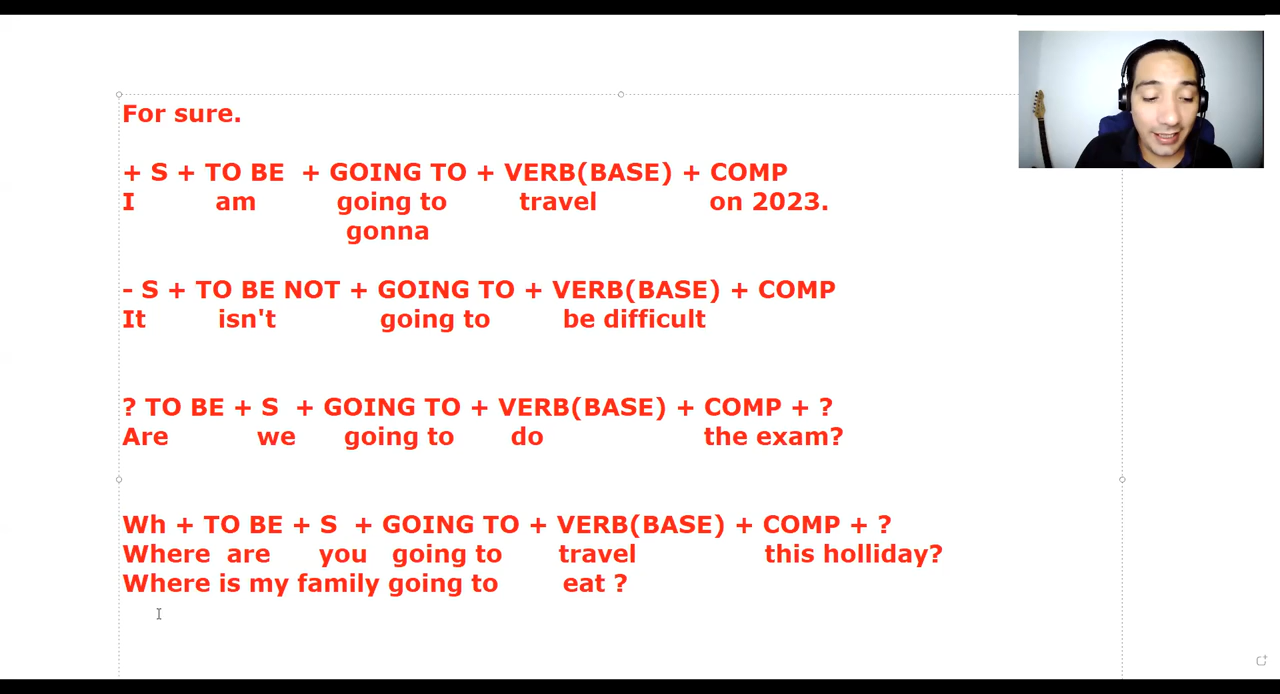 For sure.
+ S + TO BE + GOING TO + VERB(BASE) + COMP
I am going to travel on 2023.
gonna
- S + TO BE NOT + GOING TO + VERB(BASE) + COMP
It isn't going to be difficult
? TO BE + S + GOING TO + VERB(BASE) + COMP + ?
Are we going to do the exam?
Wh + TO BE + S + GOING TO + VERB(BASE) + COMP + ?
Where are you going to travel this holliday?
Where is my family going to eat ?